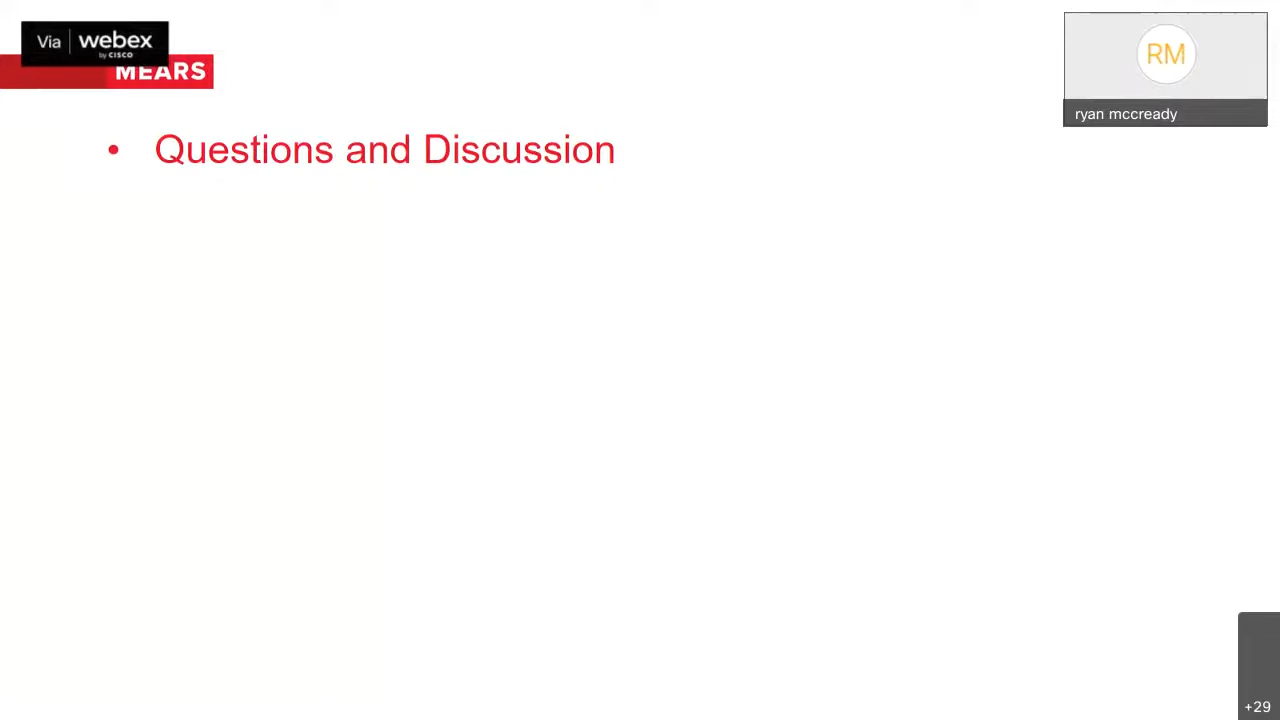 Via webex
by CISCO
MEARS
RM
ryan mccready
• Questions and Discussion
+29